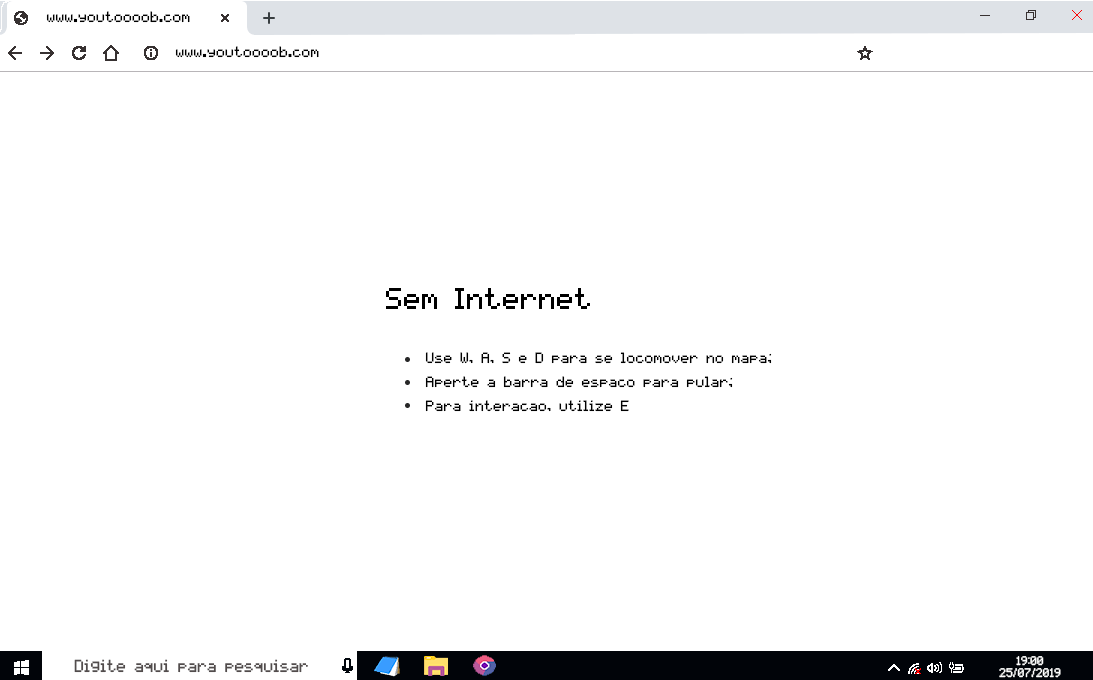 www.youtoooob.com
www.youtoooob.com
Sem Internet
Use W, A, S e D para se locomover no mapa;
Aperte a barra de espaco para pular;
Para interacao, utilize E
Digite aqui para pesquisar
19:00
25/07/2019